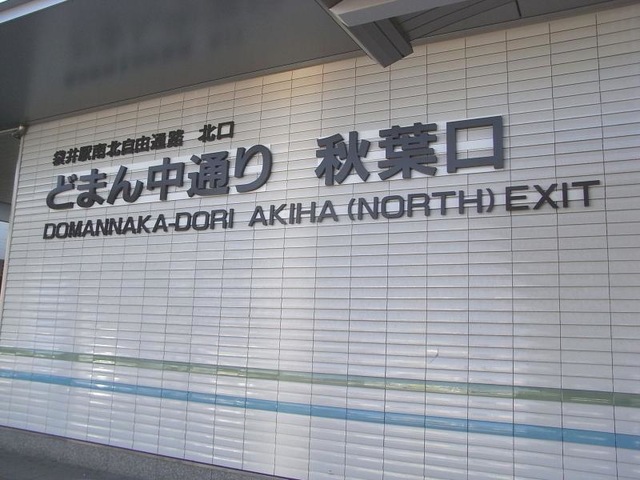 袋井駅南北自由通路 北口
どまん中通り 秋葉口
DOMANNAKA-DORI AKIHA (NORTH) EXIT